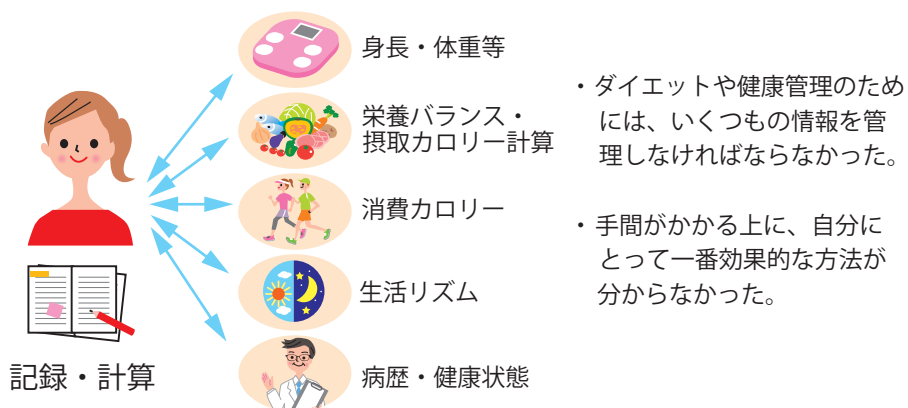 身長・体重等
栄養バランス・
摂取カロリー計算
消費カロリー
生活リズム
病歴・健康状態
記録・計算
・ダイエットや健康管理のため
には、いくつもの情報を管
理しなければならなかった。
・手間がかかる上に、自分に
とって一番効果的な方法が
分からなかった。